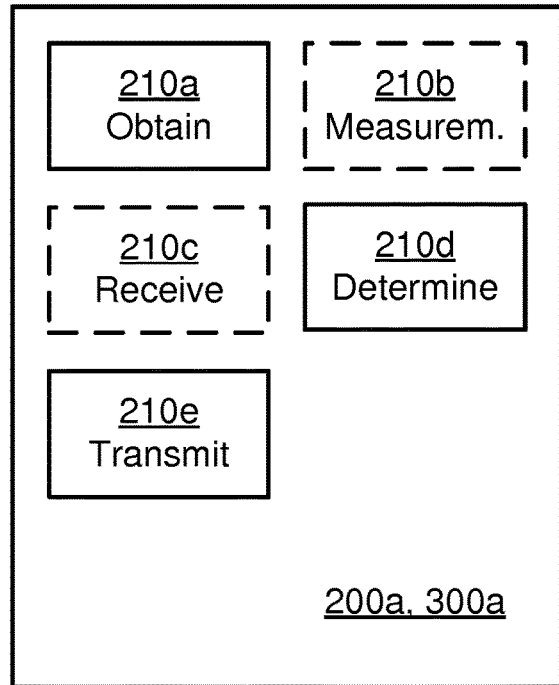 210a
Obtain
210b
Measurem.
210c
Receive
210d
Determine
210e
Transmit
200a, 300a